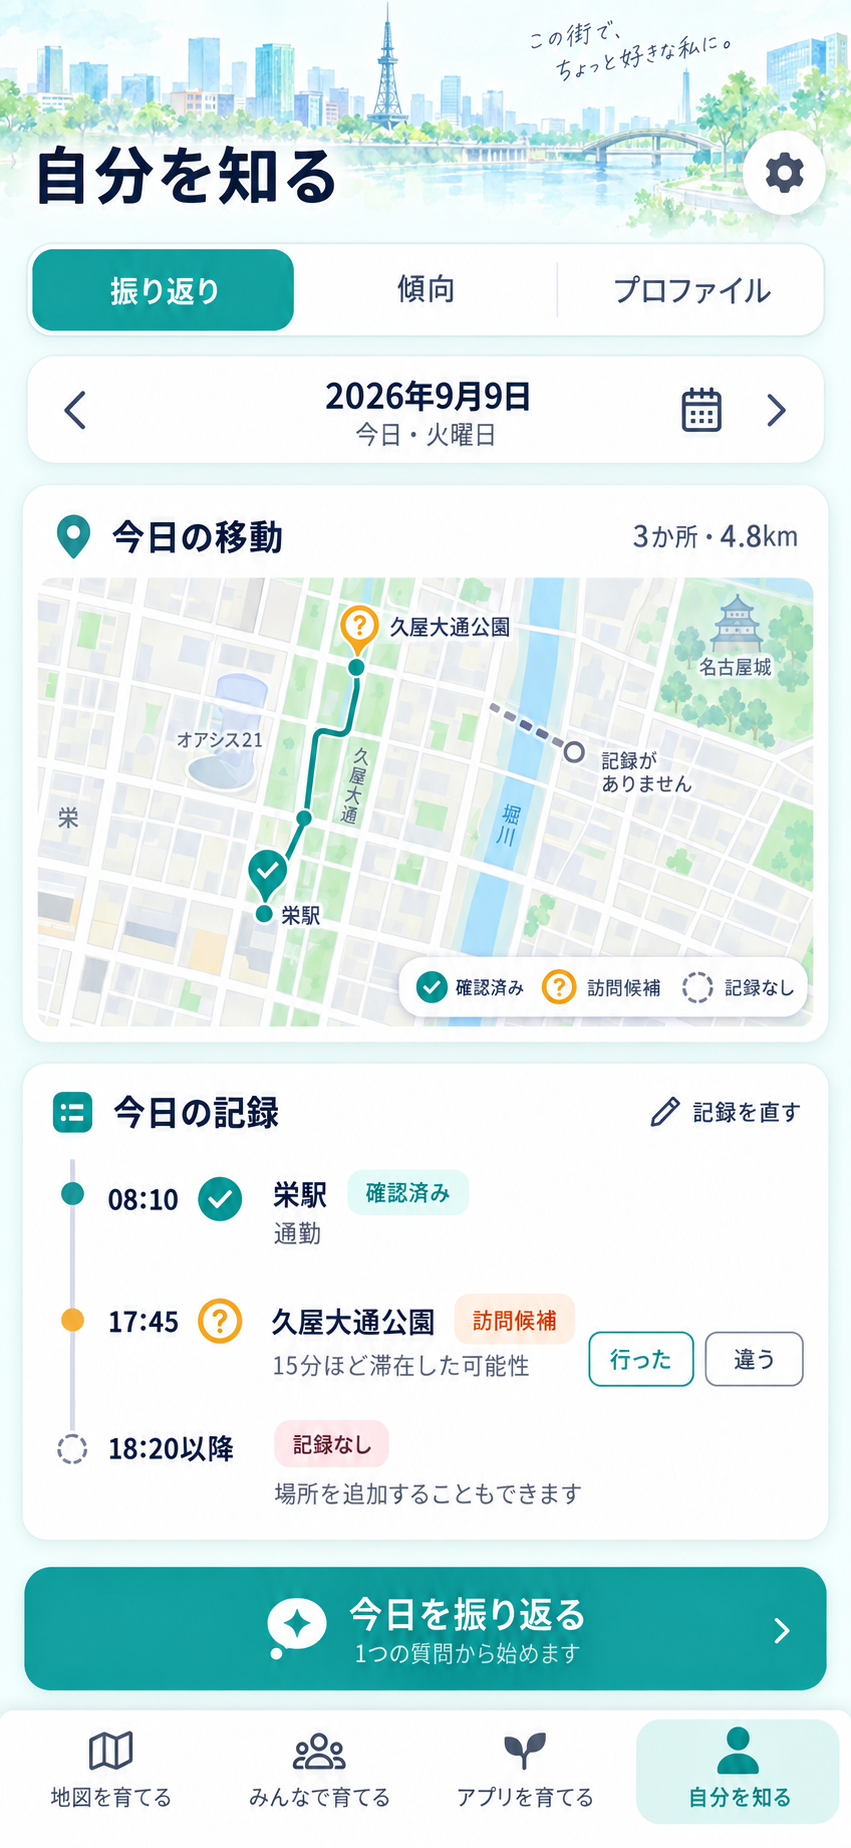 この街で、
ちょっと好きな私に。
自分を知る
振り返り
傾向
プロファイル
2026年9月9日
今日・火曜日
今日の移動
3か所・4.8km
久屋大通公園
名古屋城
オアシス21
久屋大通
記録が
ありません
栄
堀川
栄駅
確認済み
訪問候補
記録なし
今日の記録
記録を直す
08:10
栄駅
確認済み
通勤
17:45
久屋大通公園
訪問候補
15分ほど滞在した可能性
行った
違う
18:20以降
記録なし
場所を追加することもできます
今日を振り返る
1つの質問から始めます
地図を育てる
みんなで育てる
アプリを育てる
自分を知る